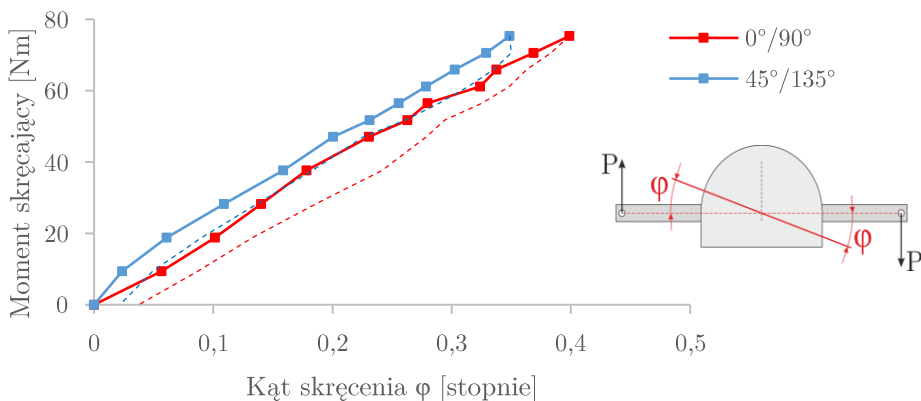 Moment skręcający [Nm]
80
60
40
20
0
0
0,1
0,2
0,3
0,4
0,5
Kąt skręcenia φ [stopnie]
0°/90°
45°/135°
P
φ
φ
P